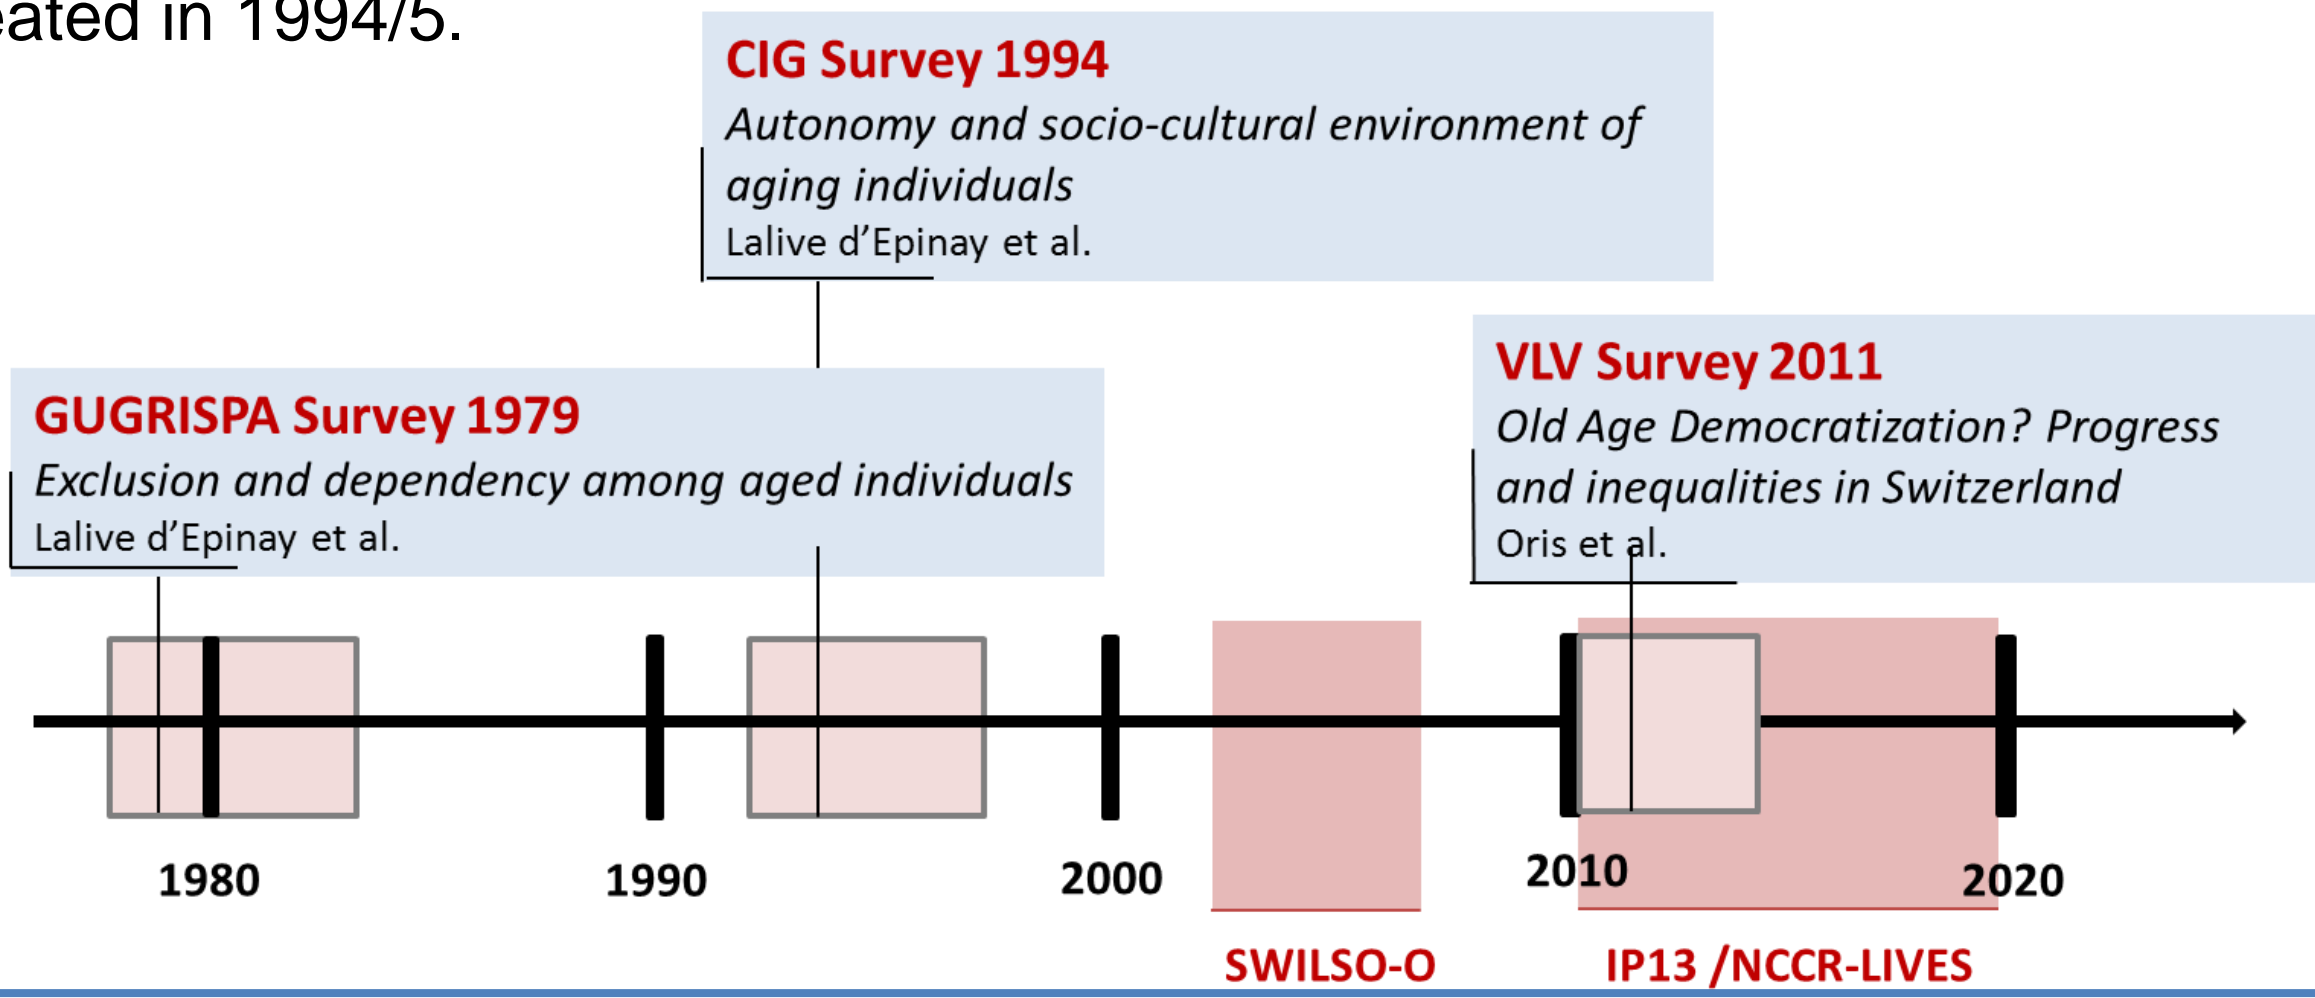 eated in 1994/5.
CIG Survey 1994
Autonomy and socio-cultural environment of
aging individuals
Lalive d’Epinay et al.
GUGRISPA Survey 1979
Exclusion and dependency among aged individuals
Lalive d’Epinay et al.
VLV Survey 2011
Old Age Democratization? Progress
and inequalities in Switzerland
Oris et al.
1980 1990 2000 2010 2020
SWILSO-O IP13 /NCCR-LIVES